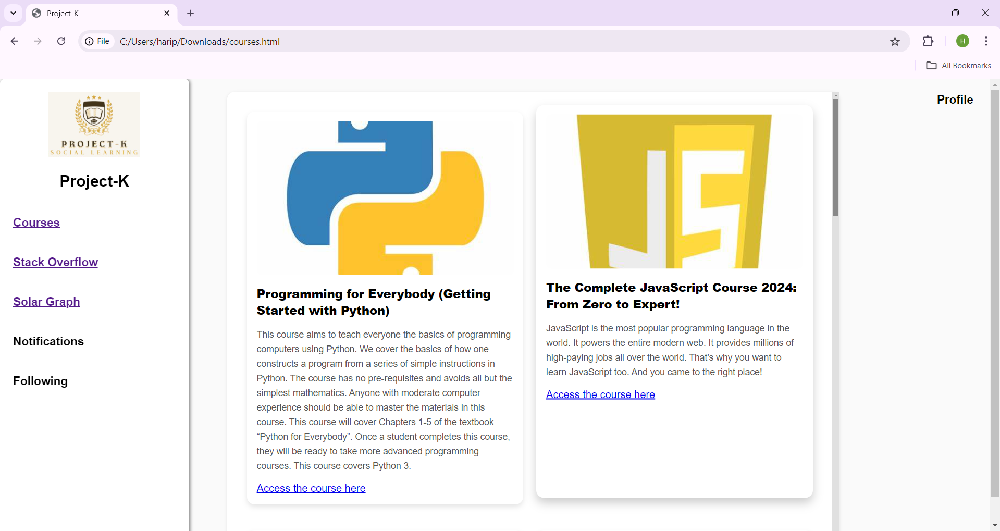 Project-K
File
C:/Users/harip/Downloads/courses.html
H
All Bookmarks
PROJECT-K
SOCIAL LEARNING
Project-K
Courses
Stack Overflow
Solar Graph
Notifications
Following
Programming for Everybody (Getting
Started with Python)
This course aims to teach everyone the basics of programming
computers using Python. We cover the basics of how one
constructs a program from a series of simple instructions in
Python. The course has no pre-requisites and avoids all but the
simplest mathematics. Anyone with moderate computer
experience should be able to master the materials in this
course. This course will cover Chapters 1-5 of the textbook
“Python for Everybody”. Once a student completes this course,
they will be ready to take more advanced programming
courses. This course covers Python 3.
Access the course here
JS
The Complete JavaScript Course 2024:
From Zero to Expert!
JavaScript is the most popular programming language in the
world. It powers the entire modern web. It provides millions of
high-paying jobs all over the world. That's why you want to
learn JavaScript too. And you came to the right place!
Access the course here
Profile